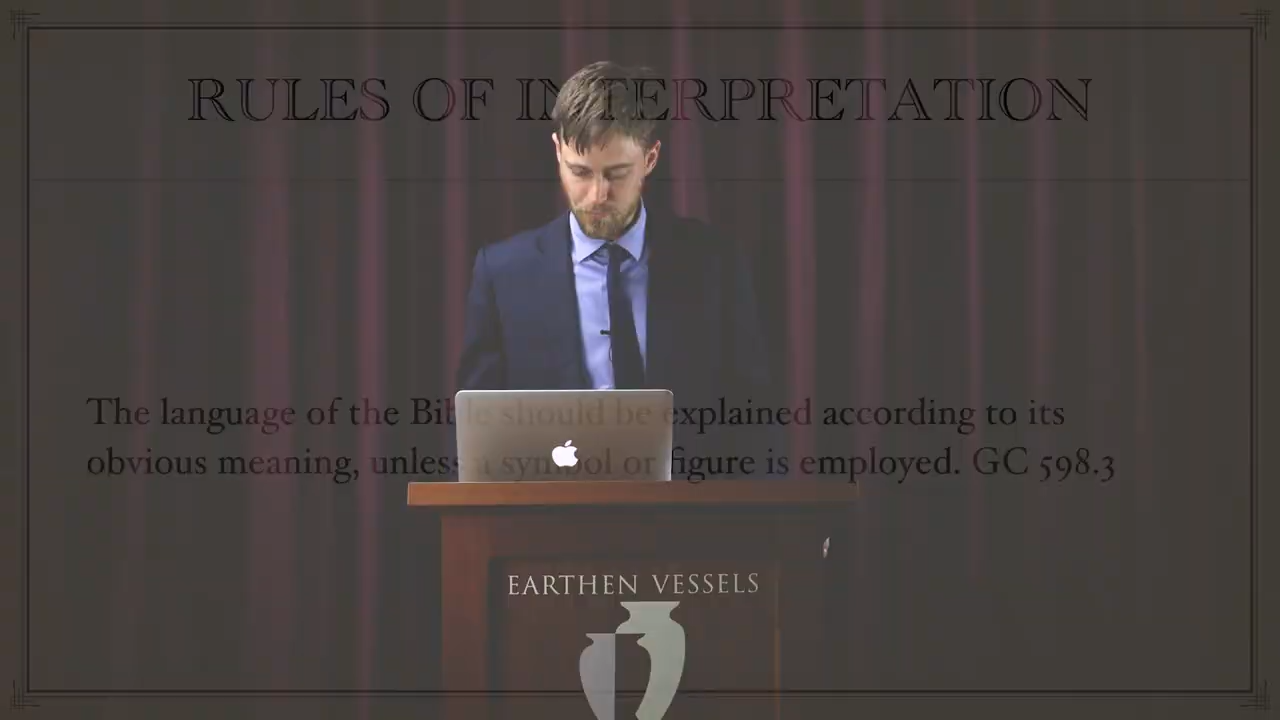 RULES OF INTERPRETATION
The language of the Bible should be explained according to its
obvious meaning, unless a symbol or figure is employed. GC 598.3
EARTHEN VESSELS